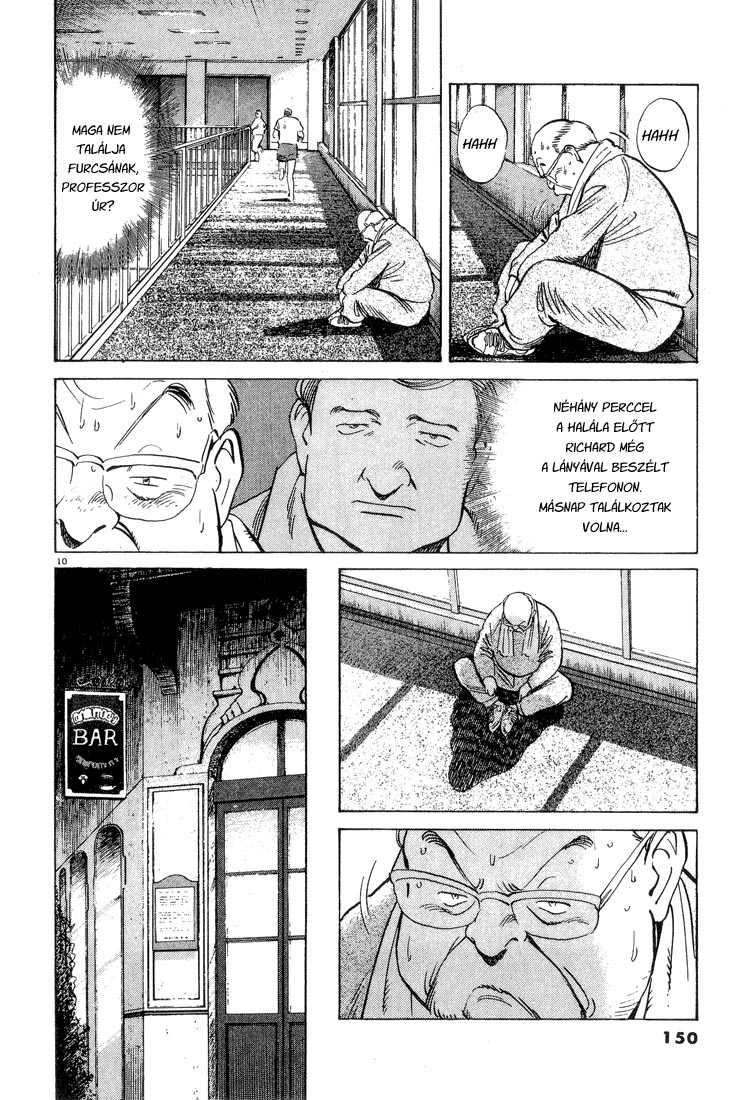 MAGA NEM
TALÁLJA
FURCSÁNAK,
PROFESSZOR
ÚR?
HAHH
HAHH
NÉHÁNY PERCCEL
A HALÁLA ELŐTT
RICHARD MÉG
A LÁNYÁVAL BESZÉLT
TELEFONON.
MÁSNAP TALÁLKOZTAK
VOLNA...
10
BAR
150